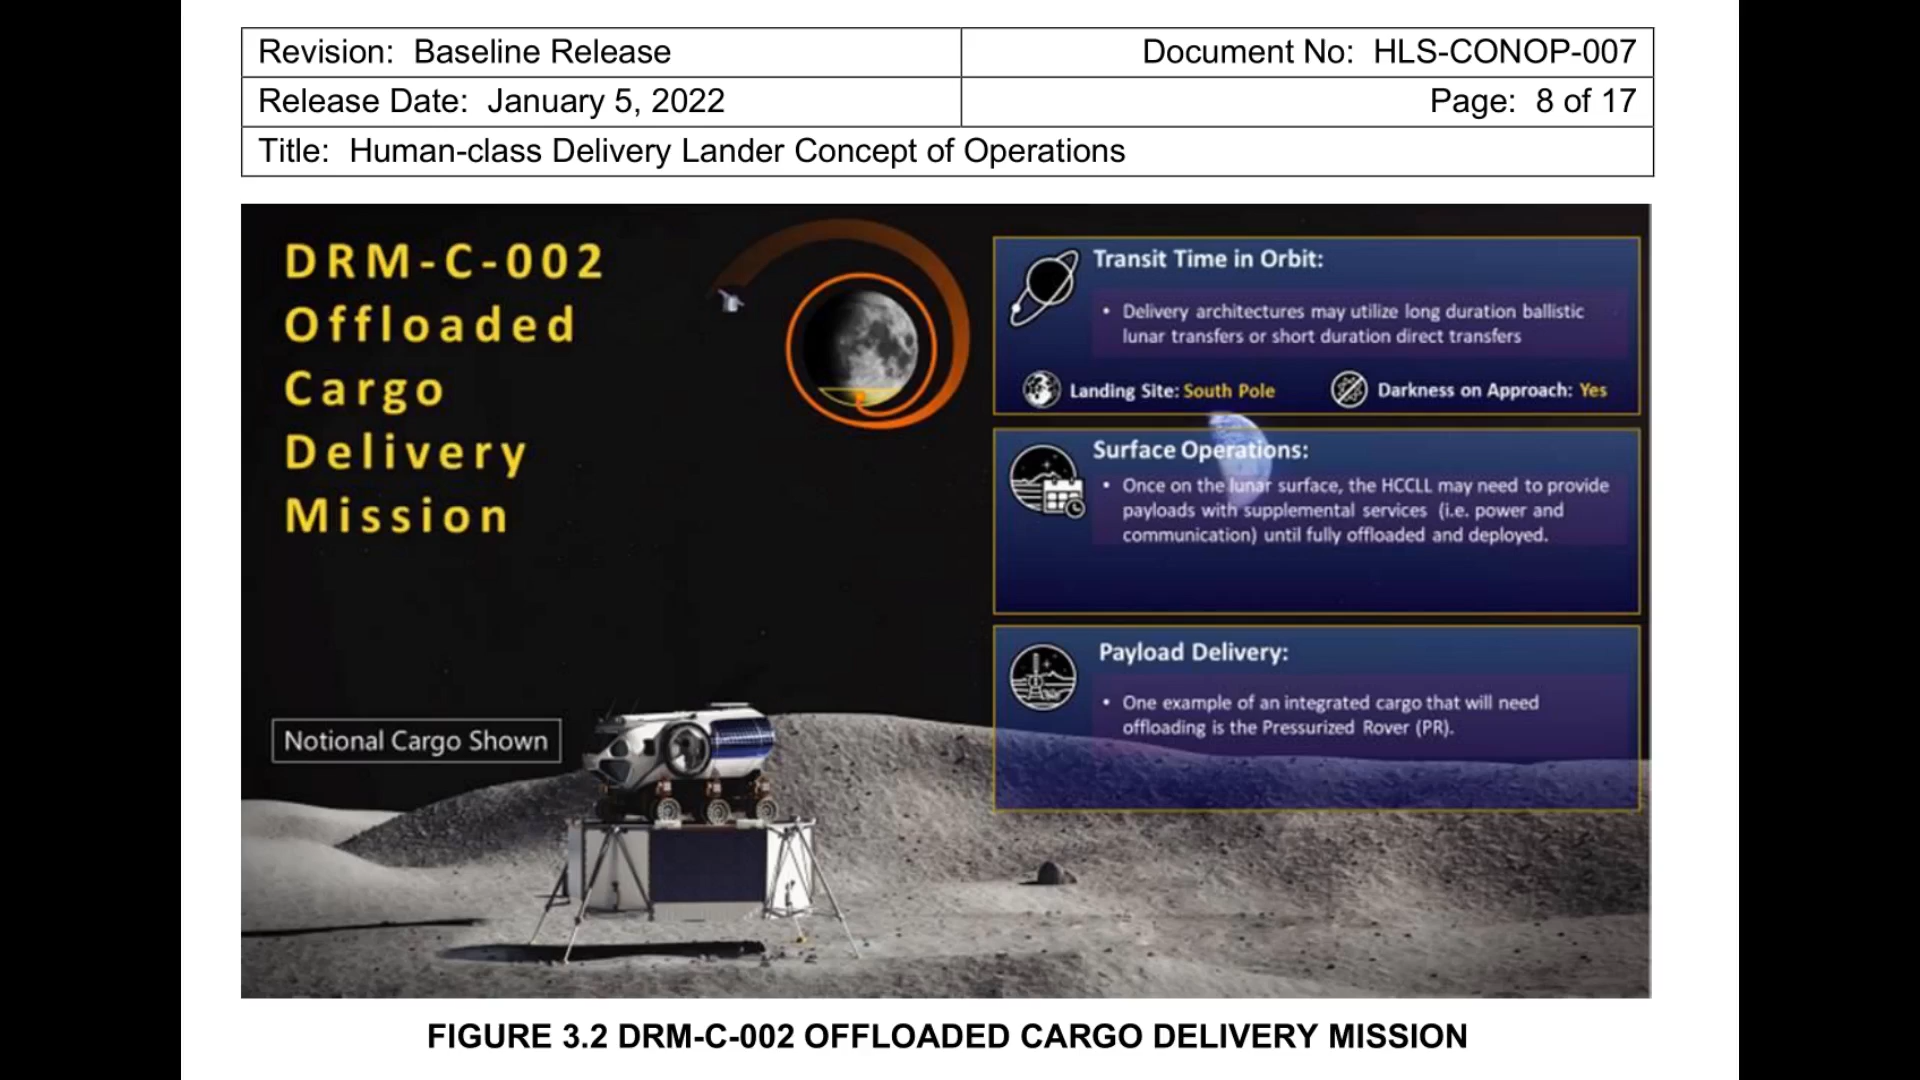 Revision: Baseline Release
Document No: HLS-CONOP-007
Release Date: January 5, 2022
Page: 8 of 17
Title: Human-class Delivery Lander Concept of Operations
DRM-C-002
Offloaded
Cargo
Delivery
Mission
Notional Cargo Shown
Transit Time in Orbit:
• Delivery architectures may utilize long duration ballistic
lunar transfers or short duration direct transfers
Landing Site: South Pole
Darkness on Approach: Yes
Surface Operations:
• Once on the lunar surface, the HCCLL may need to provide
payloads with supplemental services (i.e. power and
communication) until fully offloaded and deployed.
Payload Delivery:
• One example of an integrated cargo that will need
offloading is the Pressurized Rover (PR).
FIGURE 3.2 DRM-C-002 OFFLOADED CARGO DELIVERY MISSION